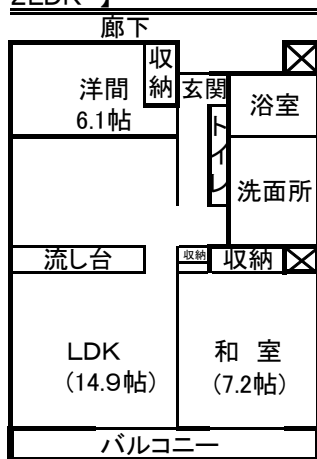 2LDK 】
廊下
収納
洋間
6.1帖
玄関
浴室
トイレ
洗面所
流し台
収納
収納
LDK
（14.9帖）
和 室
（7.2帖）
バルコニー